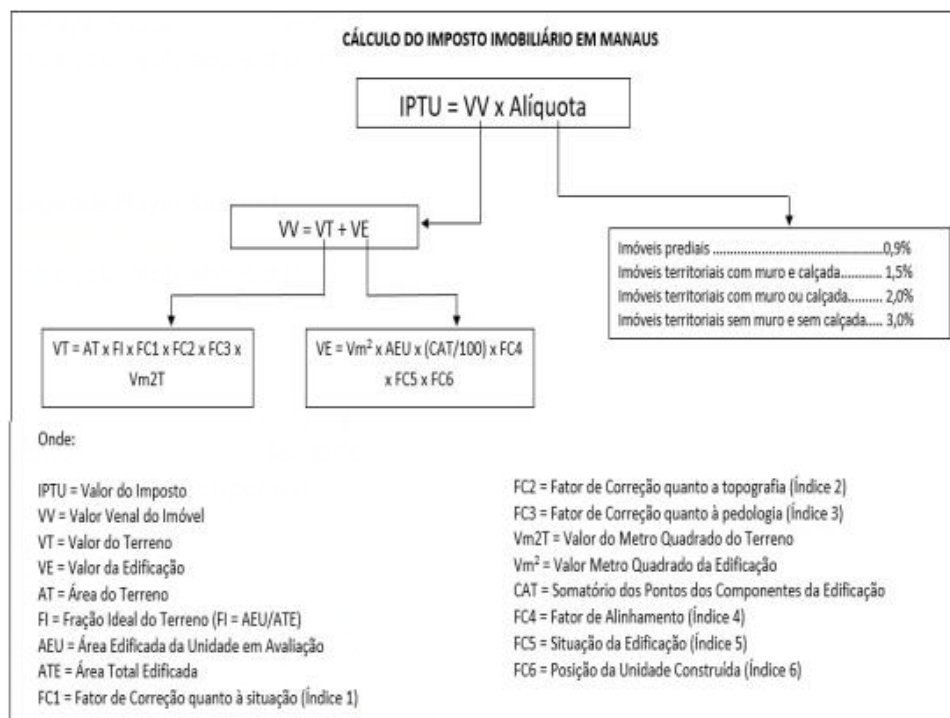 CÁLCULO DO IMPOSTO IMOBILIÁRIO EM MANAUS
IPTU = VV x Alíquota
VV = VT + VE
Imóveis prediais ......................................................0,9%
Imóveis territoriais com muro e calçada............ 1,5%
Imóveis territoriais com muro ou calçada.......... 2,0%
Imóveis territoriais sem muro e sem calçada..... 3,0%
VT = AT x FI x FC1 x FC2 x FC3 x
Vm2T
VE = Vm² x AEU x (CAT/100) x FC4
x FC5 x FC6
Onde:
IPTU = Valor do Imposto
VV = Valor Venal do Imóvel
VT = Valor do Terreno
VE = Valor da Edificação
AT = Área do Terreno
FI = Fração Ideal do Terreno (FI = AEU/ATE)
AEU = Área Edificada da Unidade em Avaliação
ATE = Área Total Edificada
FC1 = Fator de Correção quanto à situação (Índice 1)
FC2 = Fator de Correção quanto a topografia (Índice 2)
FC3 = Fator de Correção quanto à pedologia (Índice 3)
Vm2T = Valor do Metro Quadrado do Terreno
Vm² = Valor Metro Quadrado da Edificação
CAT = Somatório dos Pontos dos Componentes da Edificação
FC4 = Fator de Alinhamento (Índice 4)
FC5 = Situação da Edificação (Índice 5)
FC6 = Posição da Unidade Construída (Índice 6)